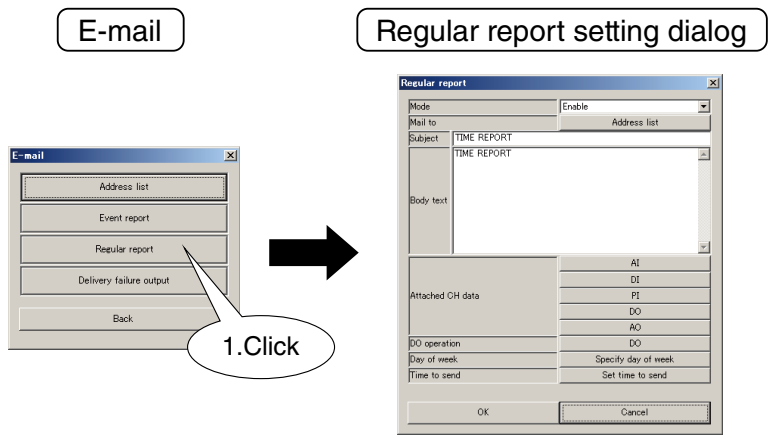 E-mail
Regular report setting dialog
E-mail
Address list
Event report
Regular report
Delivery failure output
Back
1.Click
Regular report
Mode Enable
Mail to Address list
Subject TIME REPORT
Body text TIME REPORT
Attached CH data AI
DI
PI
DO
AO
DO operation DO
Day of week Specify day of week
Time to send Set time to send
OK Cancel